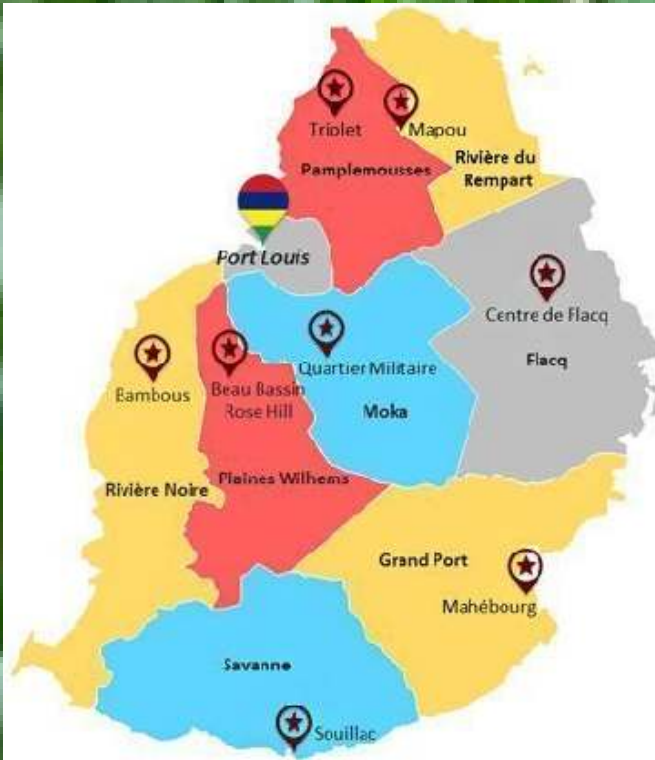 Triolet
Mapou
Pamplemousses
Rivière du
Rempart
Port Louis
Centre de Flacq
Flacq
Quartier Militaire
Moka
Bambous
Beau Bassin
Rose Hill
Plaines Wilhems
Rivière Noire
Grand Port
Mahébourg
Savanne
Souillac